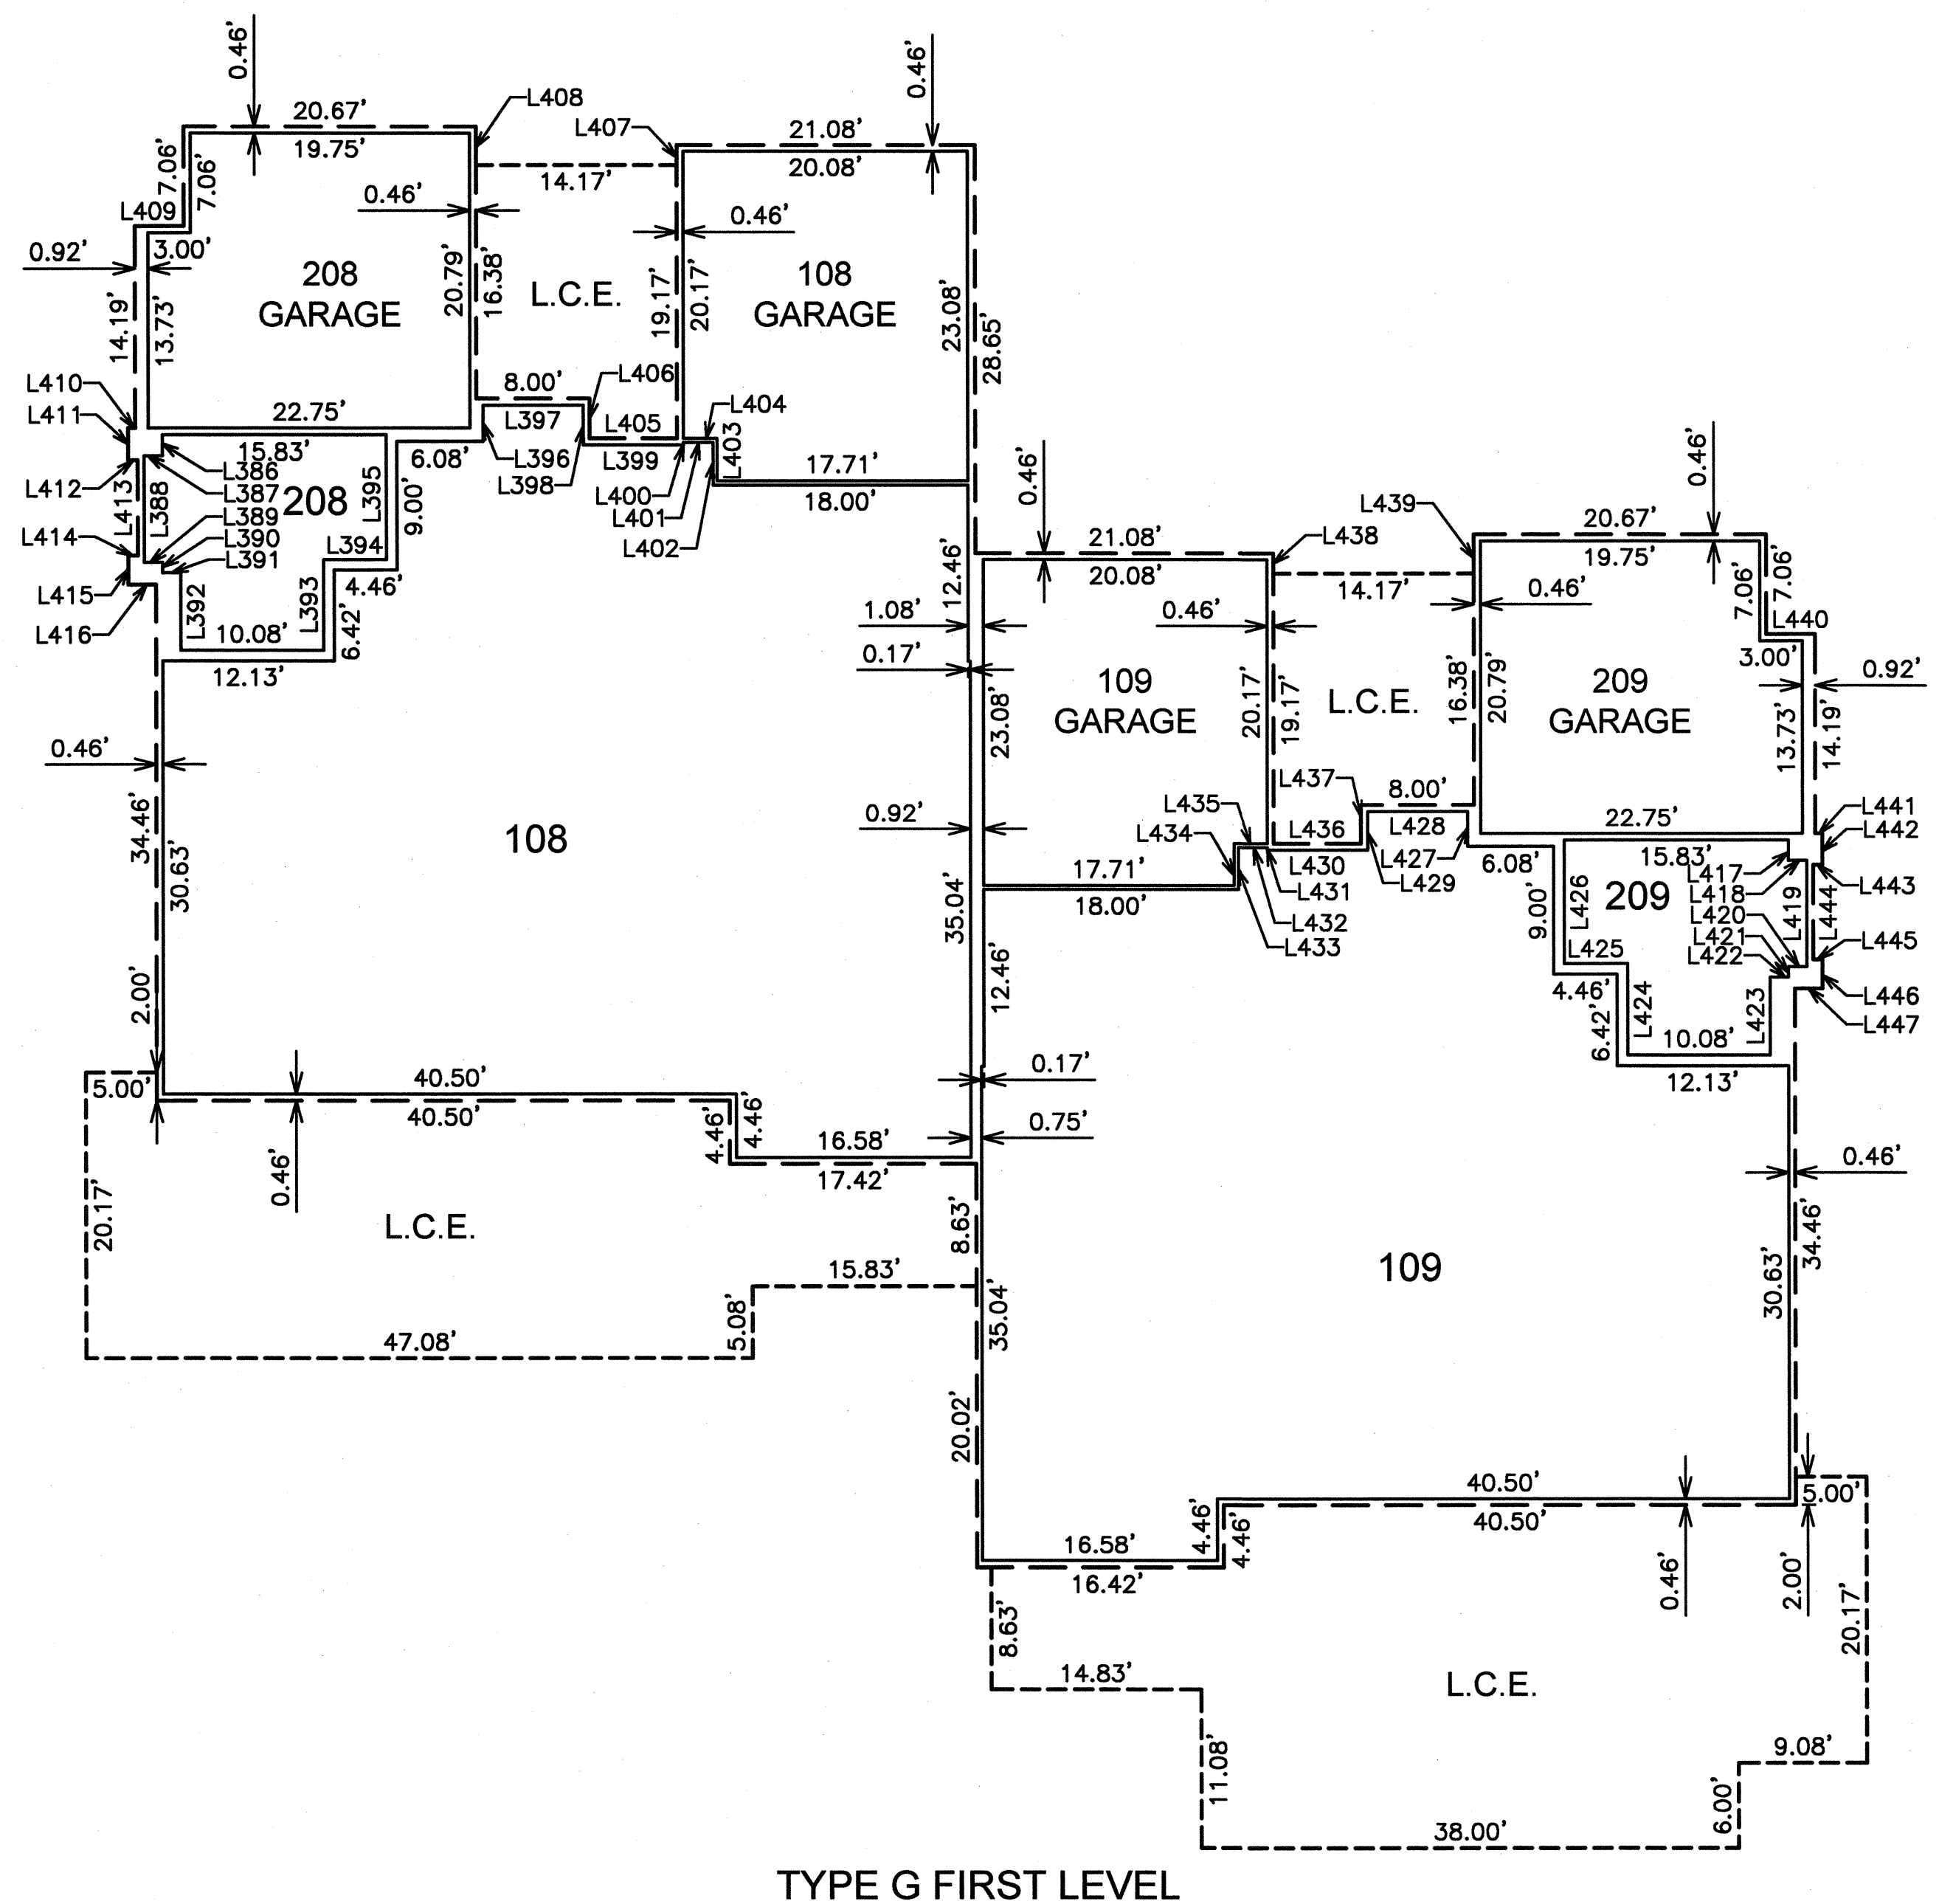 0.46'
20.67'
L408
19.75'
L407
0.46'
21.08'
20.08'
14.17'
7.06'
7.06'
L409
0.46'
0.46'
0.92'
3.00'
208
GARAGE
20.79'
16.38'
L.C.E.
19.17'
20.17'
108
GARAGE
23.08'
28.65'
14.19'
13.73'
L410
L411
22.75'
8.00'
L406
L397
L405
L404
L403
15.83'
6.08'
L396
L399
L398
17.71'
18.00'
L412
L413
L388
L386
L387
208
L389
L390
L391
L395
9.00'
L400
L401
L402
L414
L394
L415
4.46'
L416
L392
L393
10.08'
6.42'
12.13'
12.46'
1.08'
0.17'
0.46'
0.46'
21.08'
L438
L439
20.08'
14.17'
0.46'
20.67'
19.75'
7.06'
7.06'
L440
0.46'
0.46'
3.00'
0.92'
109
GARAGE
23.08'
20.17'
19.17'
L.C.E.
16.38'
20.79'
209
GARAGE
13.73'
14.19'
34.46'
30.63'
108
0.92'
L437
8.00'
L435
L436
L428
L434
L430
L427
L429
22.75'
L441
L442
6.08'
15.83'
L417
L418
L443
17.71'
18.00'
L431
L432
L433
209
L419
L444
L420
L421
L422
9.00'
L426
L425
L445
L446
L447
35.04'
12.46'
4.46'
6.42'
L424
L423
10.08'
12.13'
2.00'
5.00'
40.50'
40.50'
0.17'
0.75'
4.46'
4.46'
16.58'
17.42'
0.46'
0.46'
20.17'
L.C.E.
8.63'
15.83'
5.08'
47.08'
35.04'
109
30.63'
34.46'
20.02'
40.50'
40.50'
5.00'
4.46'
4.46'
16.58'
16.42'
0.46'
2.00'
20.17'
8.63'
14.83'
L.C.E.
11.08'
9.08'
6.00'
38.00'
TYPE G FIRST LEVEL